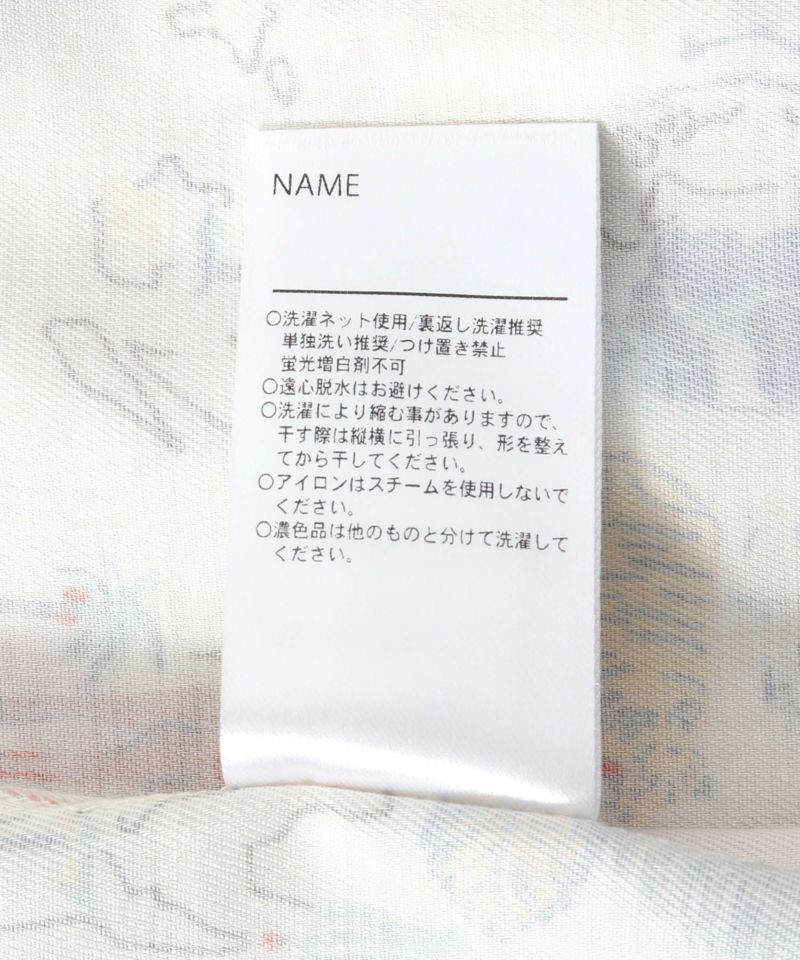 NAME
○洗濯ネット使用/裏返し洗濯推奨
単独洗い推奨/つけ置き禁止
蛍光増白剤不可
○遠心脱水はお避けください。
○洗濯により縮む事がありますので、
干す際は縦横に引っ張り、形を整え
てから干してください。
○アイロンはスチームを使用しないで
ください。
○濃色品は他のものと分けて洗濯して
ください。